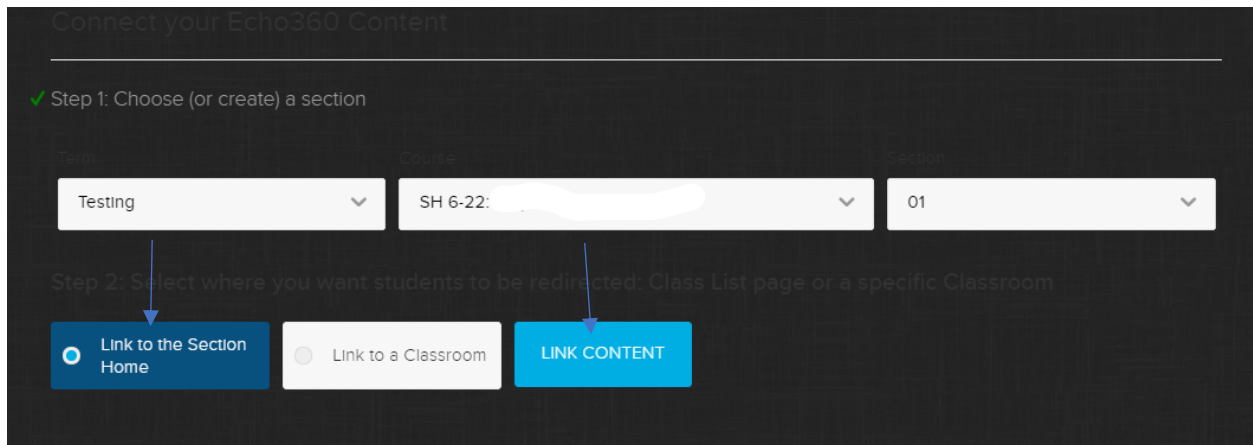 Connect your Echo360 Content
Step 1: Choose (or create) a section
Term Course Section
Testing SH 6-22: 01
Step 2: Select where you want students to be redirected: Class List page or a specific Classroom
Link to the Section
Home
Link to a Classroom
LINK CONTENT